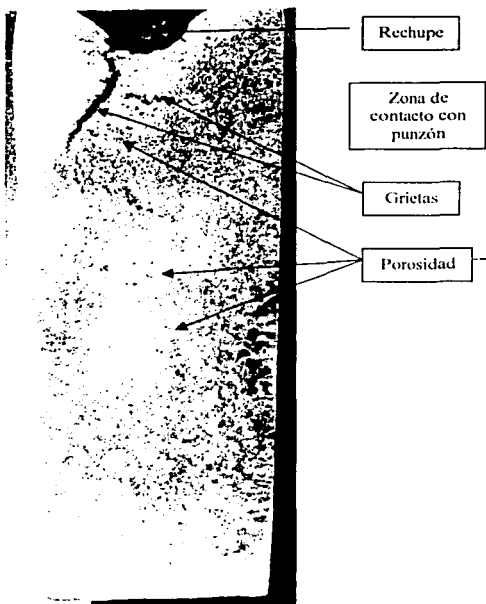 Rechupe
Zona de
contacto con
punzón
Grietas
Porosidad